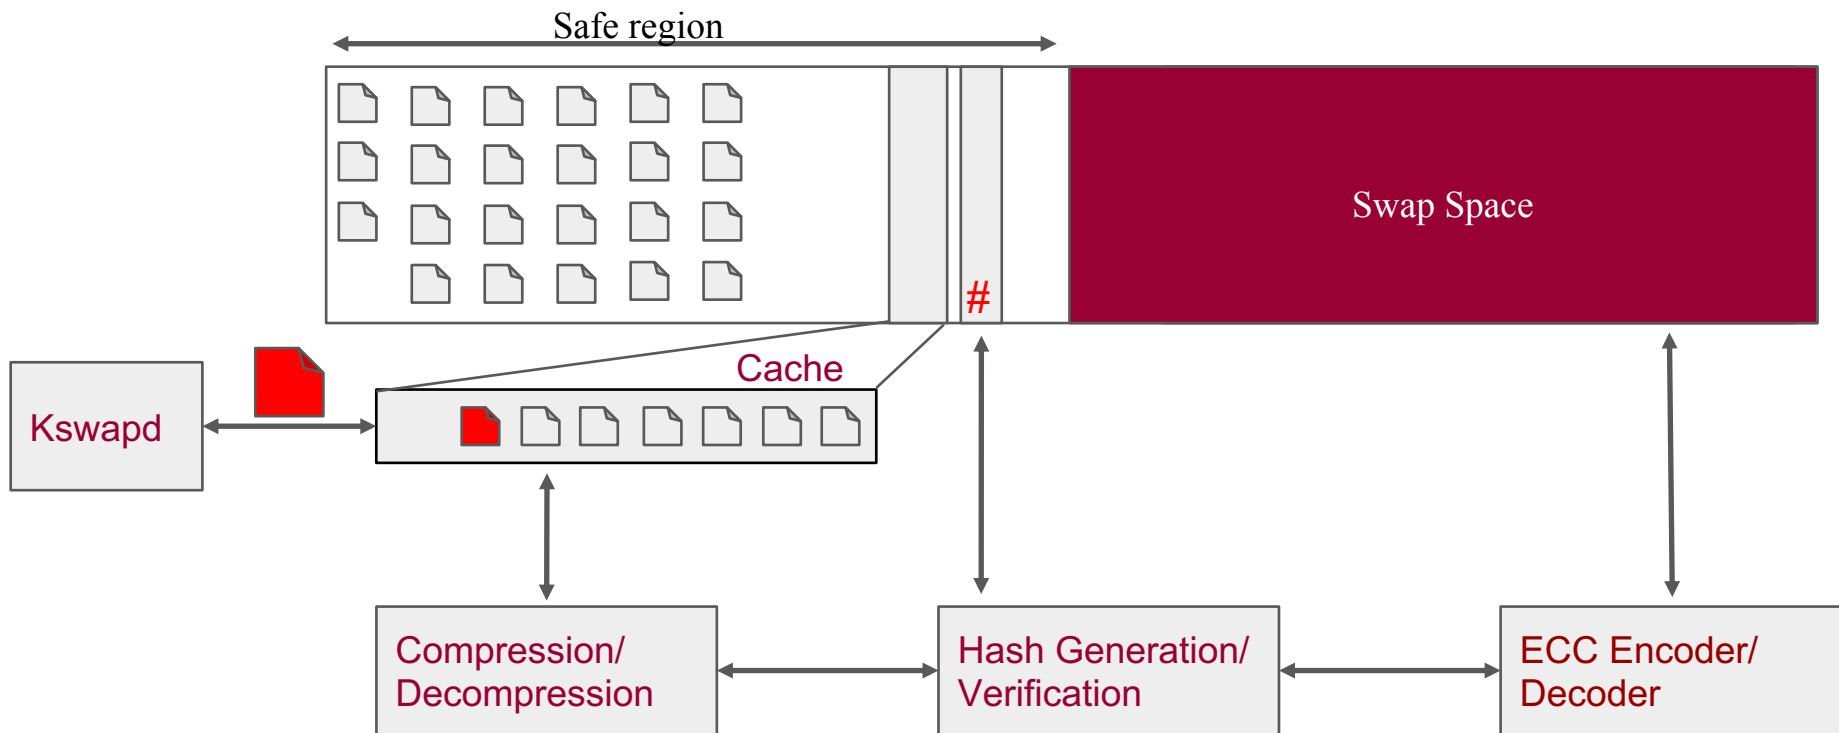 Safe region
Swap Space
#
Cache
Kswapd
Compression/
Decompression
Hash Generation/
Verification
ECC Encoder/
Decoder